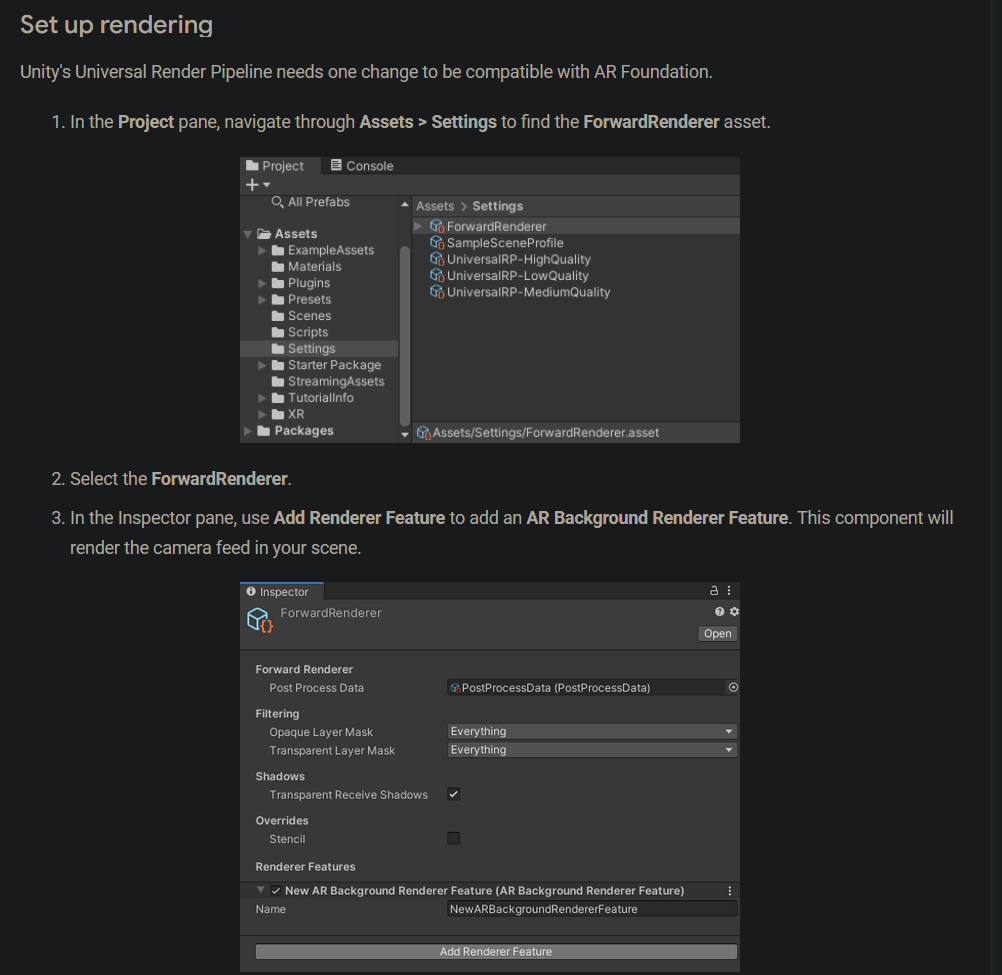 Set up rendering
Unity's Universal Render Pipeline needs one change to be compatible with AR Foundation.
1. In the Project pane, navigate through Assets > Settings to find the ForwardRenderer asset.
Project
Console
All Prefabs
Assets
ExampleAssets
Materials
Plugins
Presets
Scenes
Scripts
Settings
Starter Package
StreamingAssets
TutorialInfo
XR
Packages
Assets > Settings
ForwardRenderer
SampleSceneProfile
UniversalRP-HighQuality
UniversalRP-LowQuality
UniversalRP-MediumQuality
Assets/Settings/ForwardRenderer.asset
2. Select the ForwardRenderer.
3. In the Inspector pane, use Add Renderer Feature to add an AR Background Renderer Feature. This component will
render the camera feed in your scene.
Inspector
ForwardRenderer
Open
Forward Renderer
Post Process Data PostProcessData (PostProcessData)
Filtering
Opaque Layer Mask Everything
Transparent Layer Mask Everything
Shadows
Transparent Receive Shadows
Overrides
Stencil
Renderer Features
New AR Background Renderer Feature (AR Background Renderer Feature)
Name NewARBackgroundRendererFeature
Add Renderer Feature